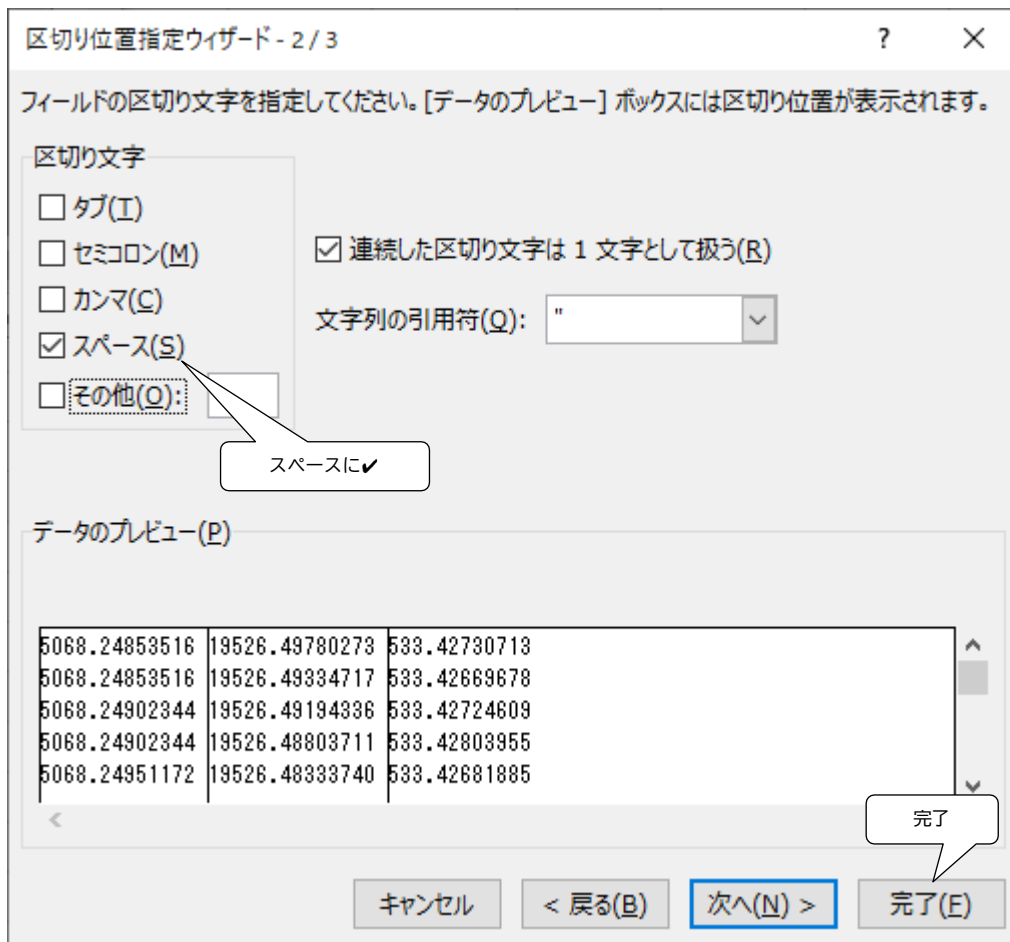 区切り位置指定ウィザード - 2 / 3
フィールドの区切り文字を指定してください。[データのプレビュー] ボックスには区切り位置が表示されます。
区切り文字
タブ(T)
セミコロン(M)
カンマ(C)
スペース(S)
その他(O):
連続した区切り文字は 1 文字として扱う(R)
文字列の引用符(Q): "
スペースに✔
データのプレビュー(P)
5068.24853516 19526.49780273 533.42730713
5068.24853516 19526.49334717 533.42669678
5068.24902344 19526.49194336 533.42724609
5068.24902344 19526.48803711 533.42803955
5068.24951172 19526.48333740 533.42681885
完了
キャンセル
< 戻る(B)
次へ(N) >
完了(F)